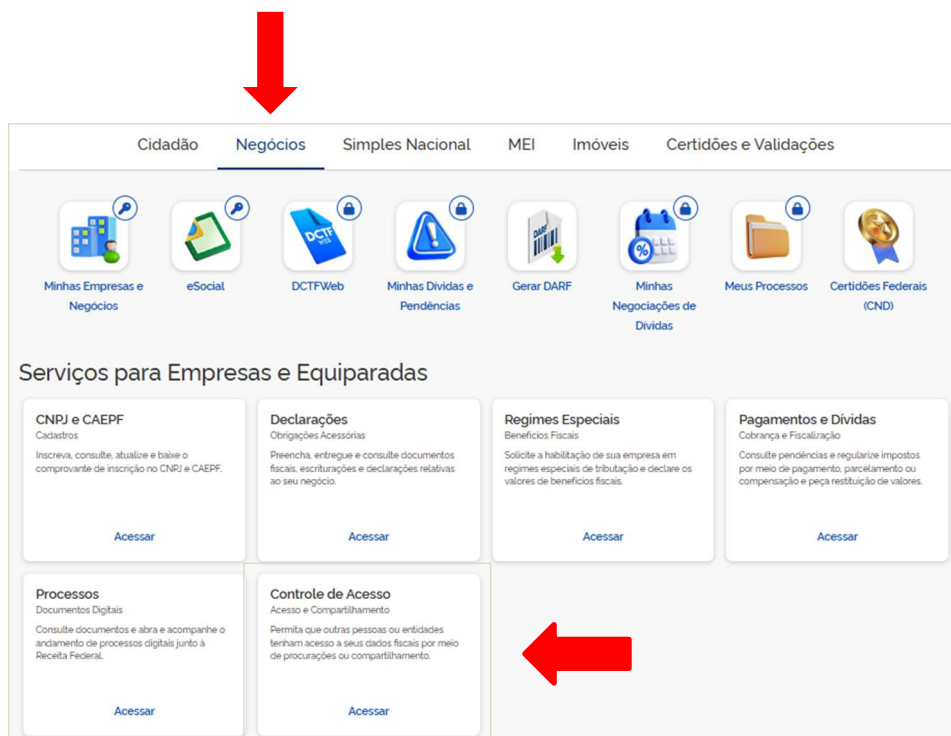 Cidadão Negócios Simples Nacional MEI Imóveis Certidões e Validações
DCTF
WEB
DARF
%
Minhas Empresas e
Negócios
eSocial
DCTFWeb
Minhas Dívidas e
Pendências
Gerar DARF
Minhas
Negociações de
Dívidas
Meus Processos
Certidões Federais
(CND)
Serviços para Empresas e Equiparadas
CNPJ e CAEPF
Cadastros
Inscreva, consulte, atualize e baixe o
comprovante de inscrição no CNPJ e CAEPF.
Acessar
Declarações
Obrigações Acessórias
Preencha, entregue e consulte documentos
fiscais, escriturações e declarações relativas
ao seu negócio.
Acessar
Regimes Especiais
Benefícios Fiscais
Solicite a habilitação de sua empresa em
regimes especiais de tributação e declare os
valores de benefícios fiscais.
Acessar
Pagamentos e Dívidas
Cobrança e Fiscalização
Consulte pendências e regularize impostos
por meio de pagamento, parcelamento ou
compensação e peça restituição de valores.
Acessar
Processos
Documentos Digitais
Consulte documentos e abra e acompanhe o
andamento de processos digitais junto à
Receita Federal.
Acessar
Controle de Acesso
Acesso e Compartilhamento
Permita que outras pessoas ou entidades
tenham acesso a seus dados fiscais por meio
de procurações ou compartilhamento.
Acessar